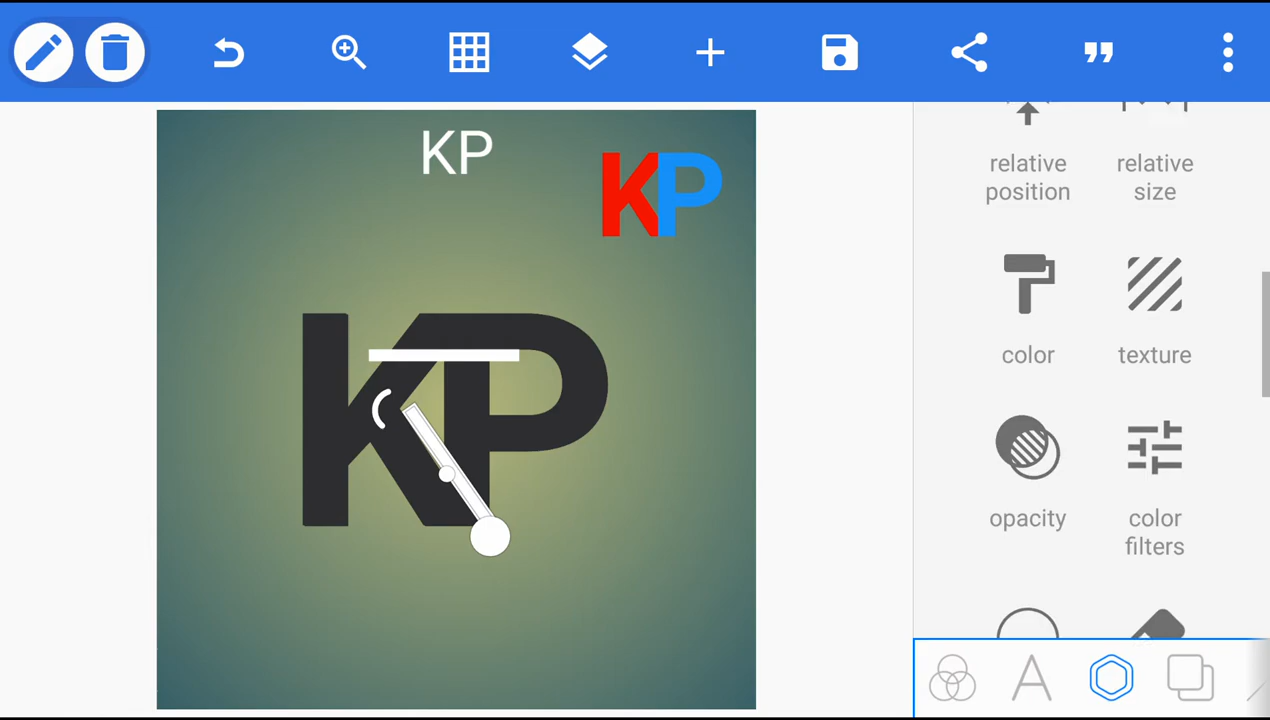 KP
KP
KP
relative
position
relative
size
color
texture
opacity
color
filters